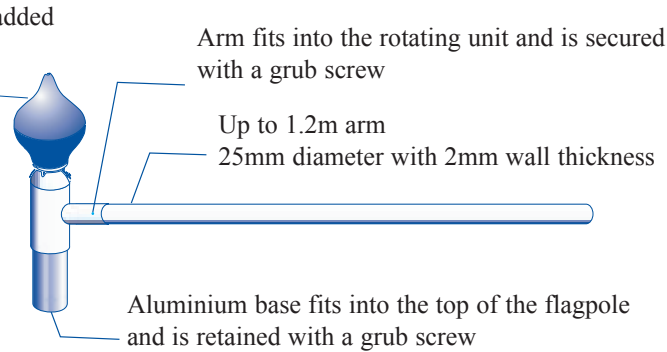 added
Arm fits into the rotating unit and is secured
with a grub screw
Up to 1.2m arm
25mm diameter with 2mm wall thickness
Aluminium base fits into the top of the flagpole
and is retained with a grub screw